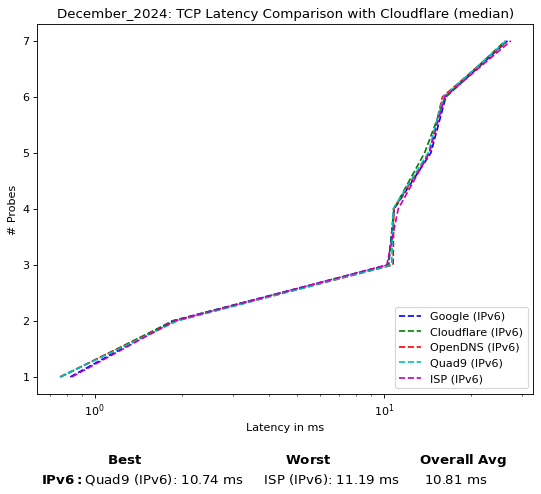 December_2024: TCP Latency Comparison with Cloudflare (median)
7
6
5
4
3
2
1
# Probes
Google (IPv6)
Cloudflare (IPv6)
OpenDNS (IPv6)
Quad9 (IPv6)
ISP (IPv6)
10⁰ 10¹
Latency in ms
Best Worst Overall Avg
IPv6: Quad9 (IPv6): 10.74 ms ISP (IPv6): 11.19 ms 10.81 ms